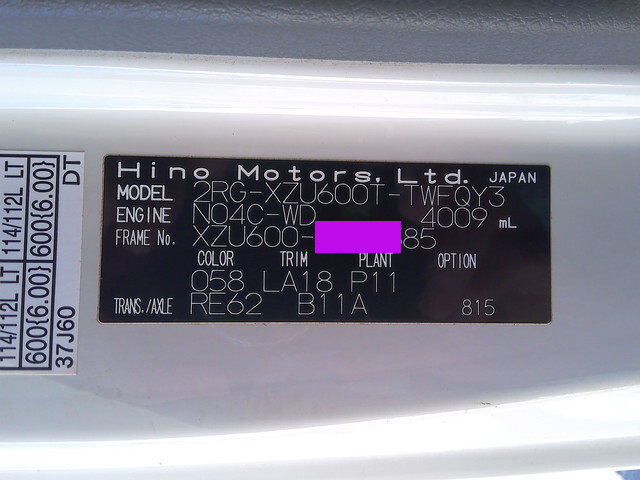 Hino Motors, Ltd. JAPAN
MODEL 2RG-XZU600T-TWFQY3
ENGINE N04C-WD 4009 mL
FRAME No. XZU600- 85
COLOR TRIM PLANT OPTION
058 LA18 P11
TRANS./AXLE RE62 B11A 815
114/112L LT 114/112L LT
600{6.00} 600{6.00}
37J60 DT